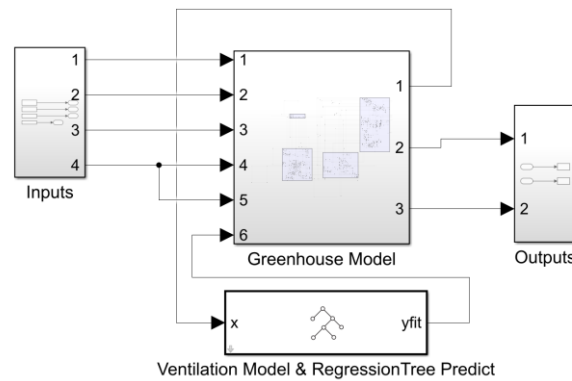 1
2
3
4
Inputs
1
2
3
4
5
6
1
2
3
Greenhouse Model
1
2
Outputs
x
yfit
Ventilation Model & RegressionTree Predict